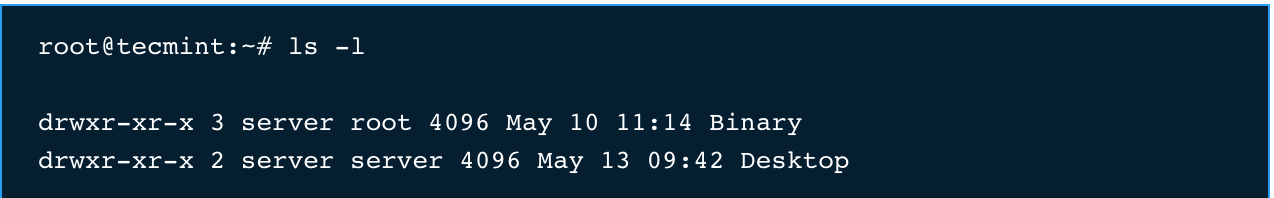 root@tecmint:~# ls -l
drwxr-xr-x 3 server root 4096 May 10 11:14 Binary
drwxr-xr-x 2 server server 4096 May 13 09:42 Desktop